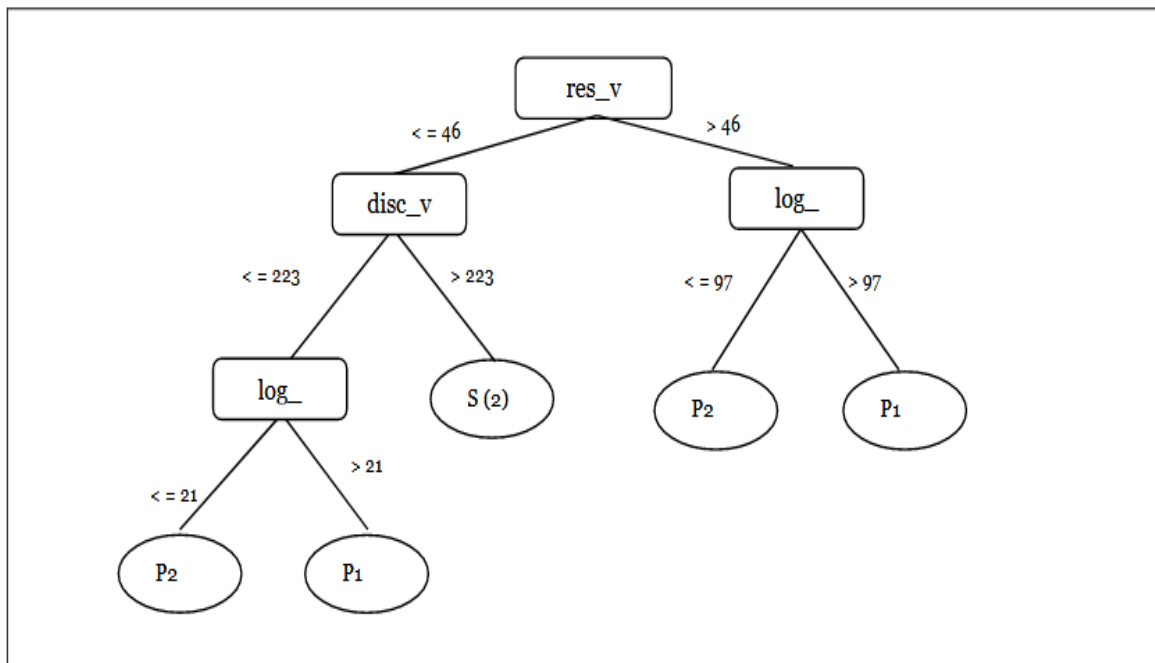 res_v
< = 46
> 46
disc_v
log_
< = 223
> 223
< = 97
> 97
log_
S (2)
P2
P1
< = 21
> 21
P2
P1